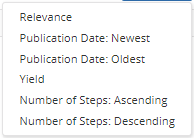 Relevance
Publication Date: Newest
Publication Date: Oldest
Yield
Number of Steps: Ascending
Number of Steps: Descending